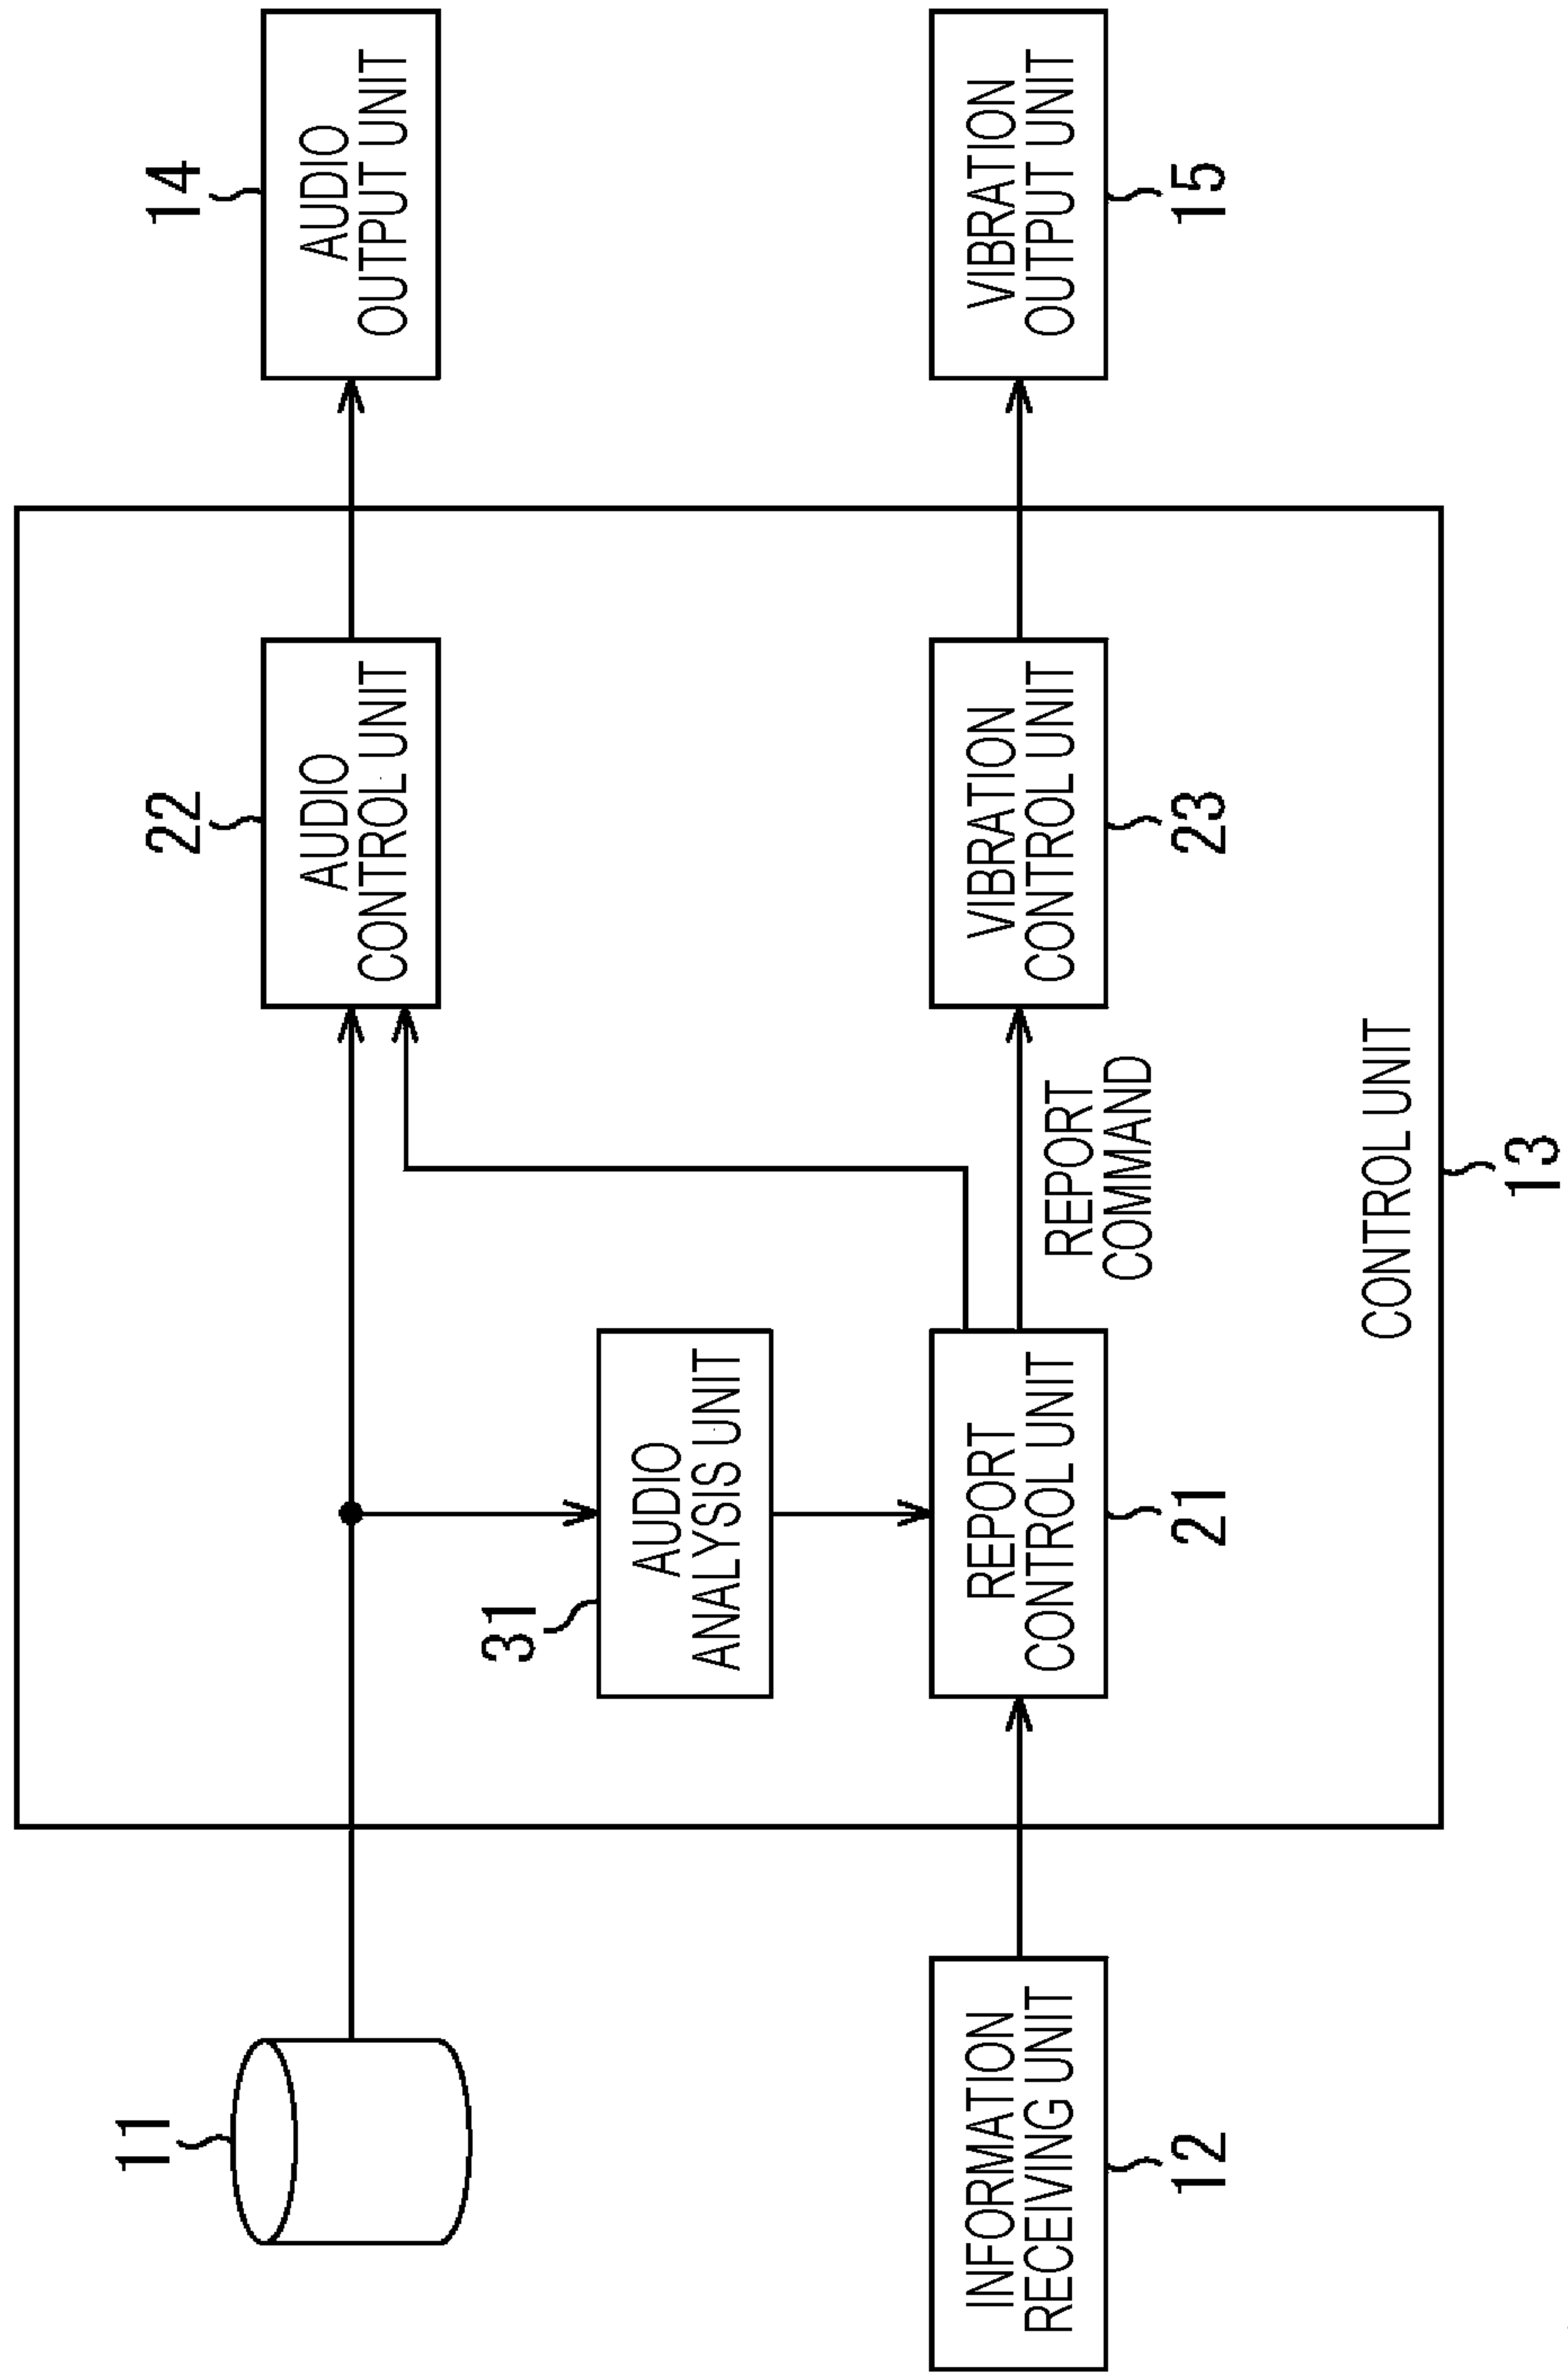 11
22
14
AUDIO
CONTROL UNIT
AUDIO
OUTPUT UNIT
31
AUDIO
ANALYSIS UNIT
INFORMATION
RECEIVING UNIT
REPORT
CONTROL UNIT
REPORT
COMMAND
VIBRATION
CONTROL UNIT
VIBRATION
OUTPUT UNIT
12
21
23
15
CONTROL UNIT
13